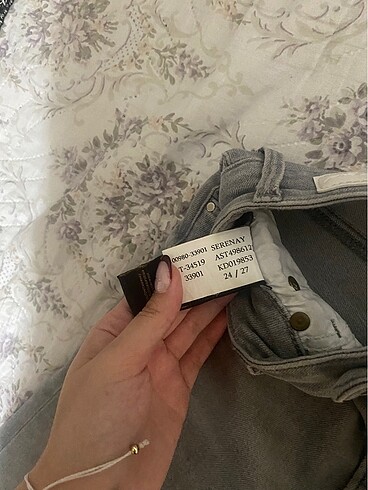 00980-33901 SERENAY
T-34519 AST498612
33901 KD019853
24 / 27